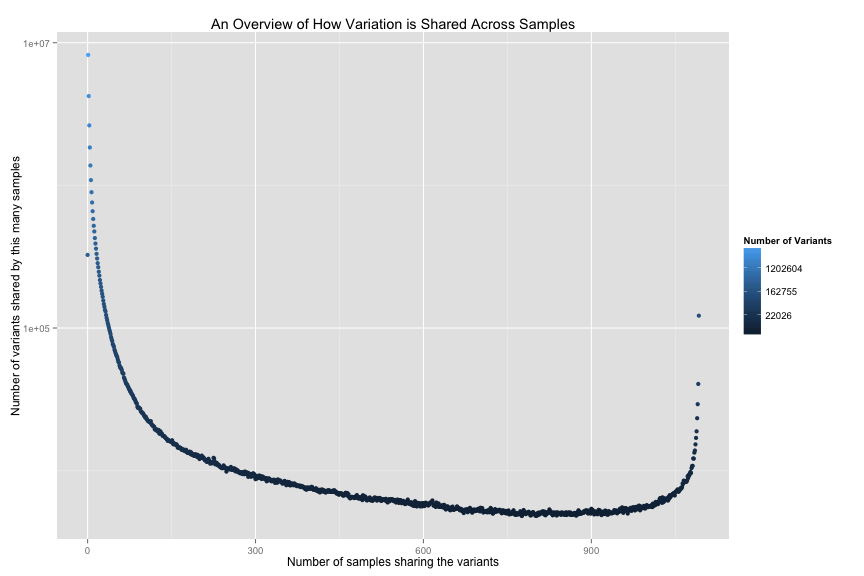 An Overview of How Variation is Shared Across Samples
1e+07
1e+05
Number of variants shared by this many samples
0
300
600
900
Number of samples sharing the variants
Number of Variants
1202604
162755
22026